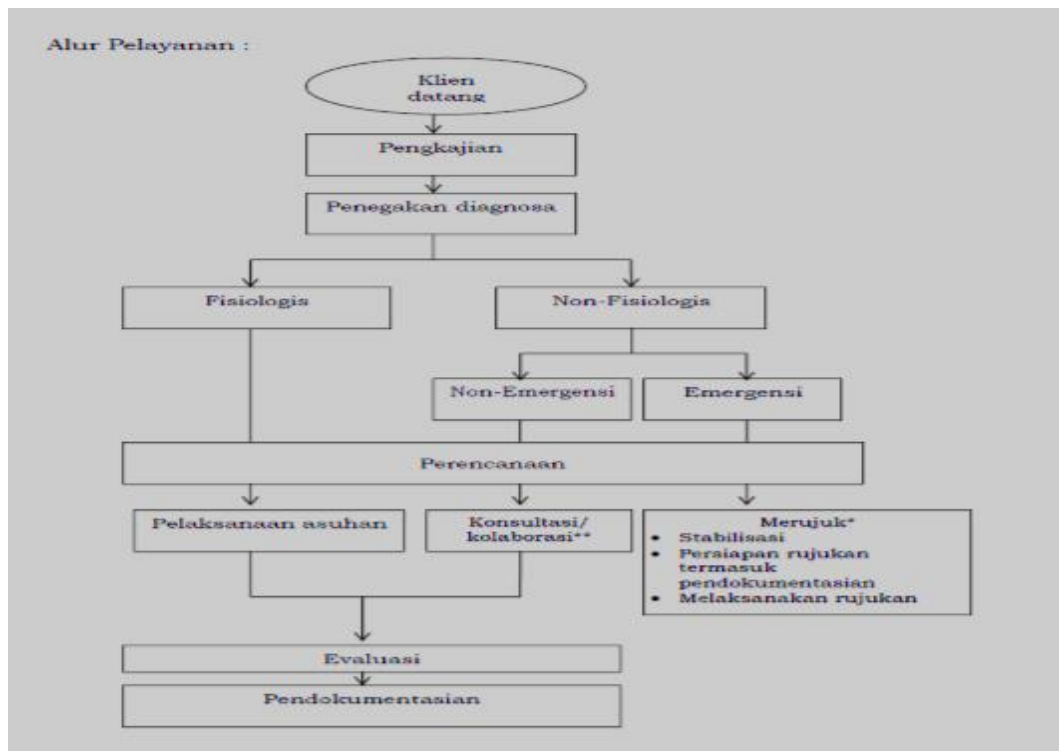 Alur Pelayanan :
Klien
datang
Pengkajian
Penegakan diagnosa
Fisiologis
Non-Fisiologis
Non-Emergensi
Emergensi
Perencanaan
Pelaksanaan asuhan
Konsultasi/
kolaborasi**
Merujuk*
• Stabilisasi
• Persiapan rujukan
termasuk
pendokumentasian
• Melaksanakan rujukan
Evaluasi
Pendokumentasian